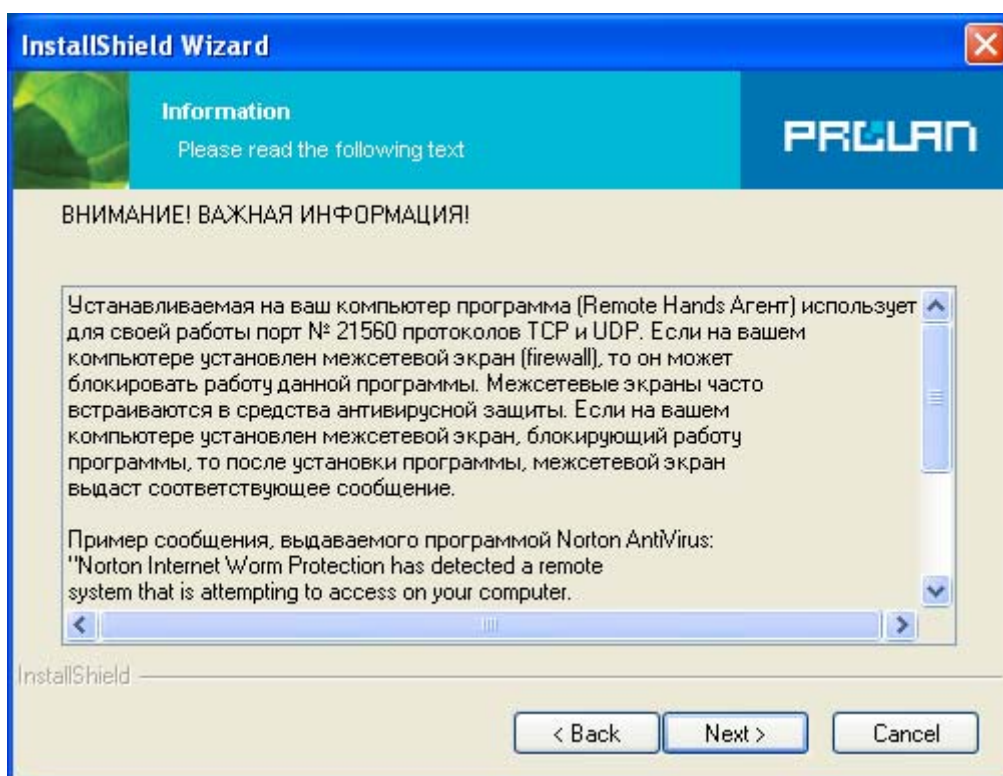 InstallShield Wizard
Information
Please read the following text
PROLAN
ВНИМАНИЕ! ВАЖНАЯ ИНФОРМАЦИЯ!
Устанавливаемая на ваш компьютер программа (Remote Hands Агент) использует
для своей работы порт № 21560 протоколов TCP и UDP. Если на вашем
компьютере установлен межсетевой экран (firewall), то он может
блокировать работу данной программы. Межсетевые экраны часто
встраиваются в средства антивирусной защиты. Если на вашем
компьютере установлен межсетевой экран, блокирующий работу
программы, то после установки программы, межсетевой экран
выдаст соответствующее сообщение.
Пример сообщения, выдаваемого программой Norton AntiVirus:
"Norton Internet Worm Protection has detected a remote
system that is attempting to access on your computer.
InstallShield
< Back
Next >
Cancel